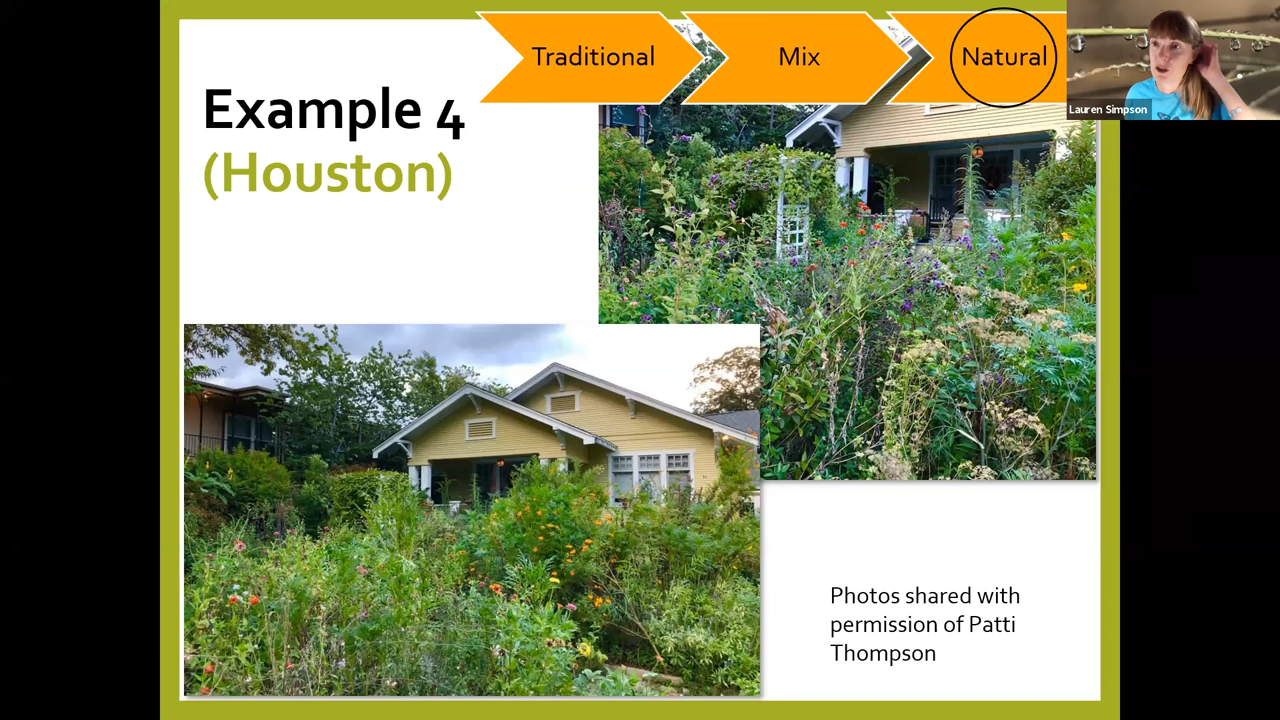 Traditional
Mix
Natural
Lauren Simpson
Example 4
(Houston)
Photos shared with
permission of Patti
Thompson